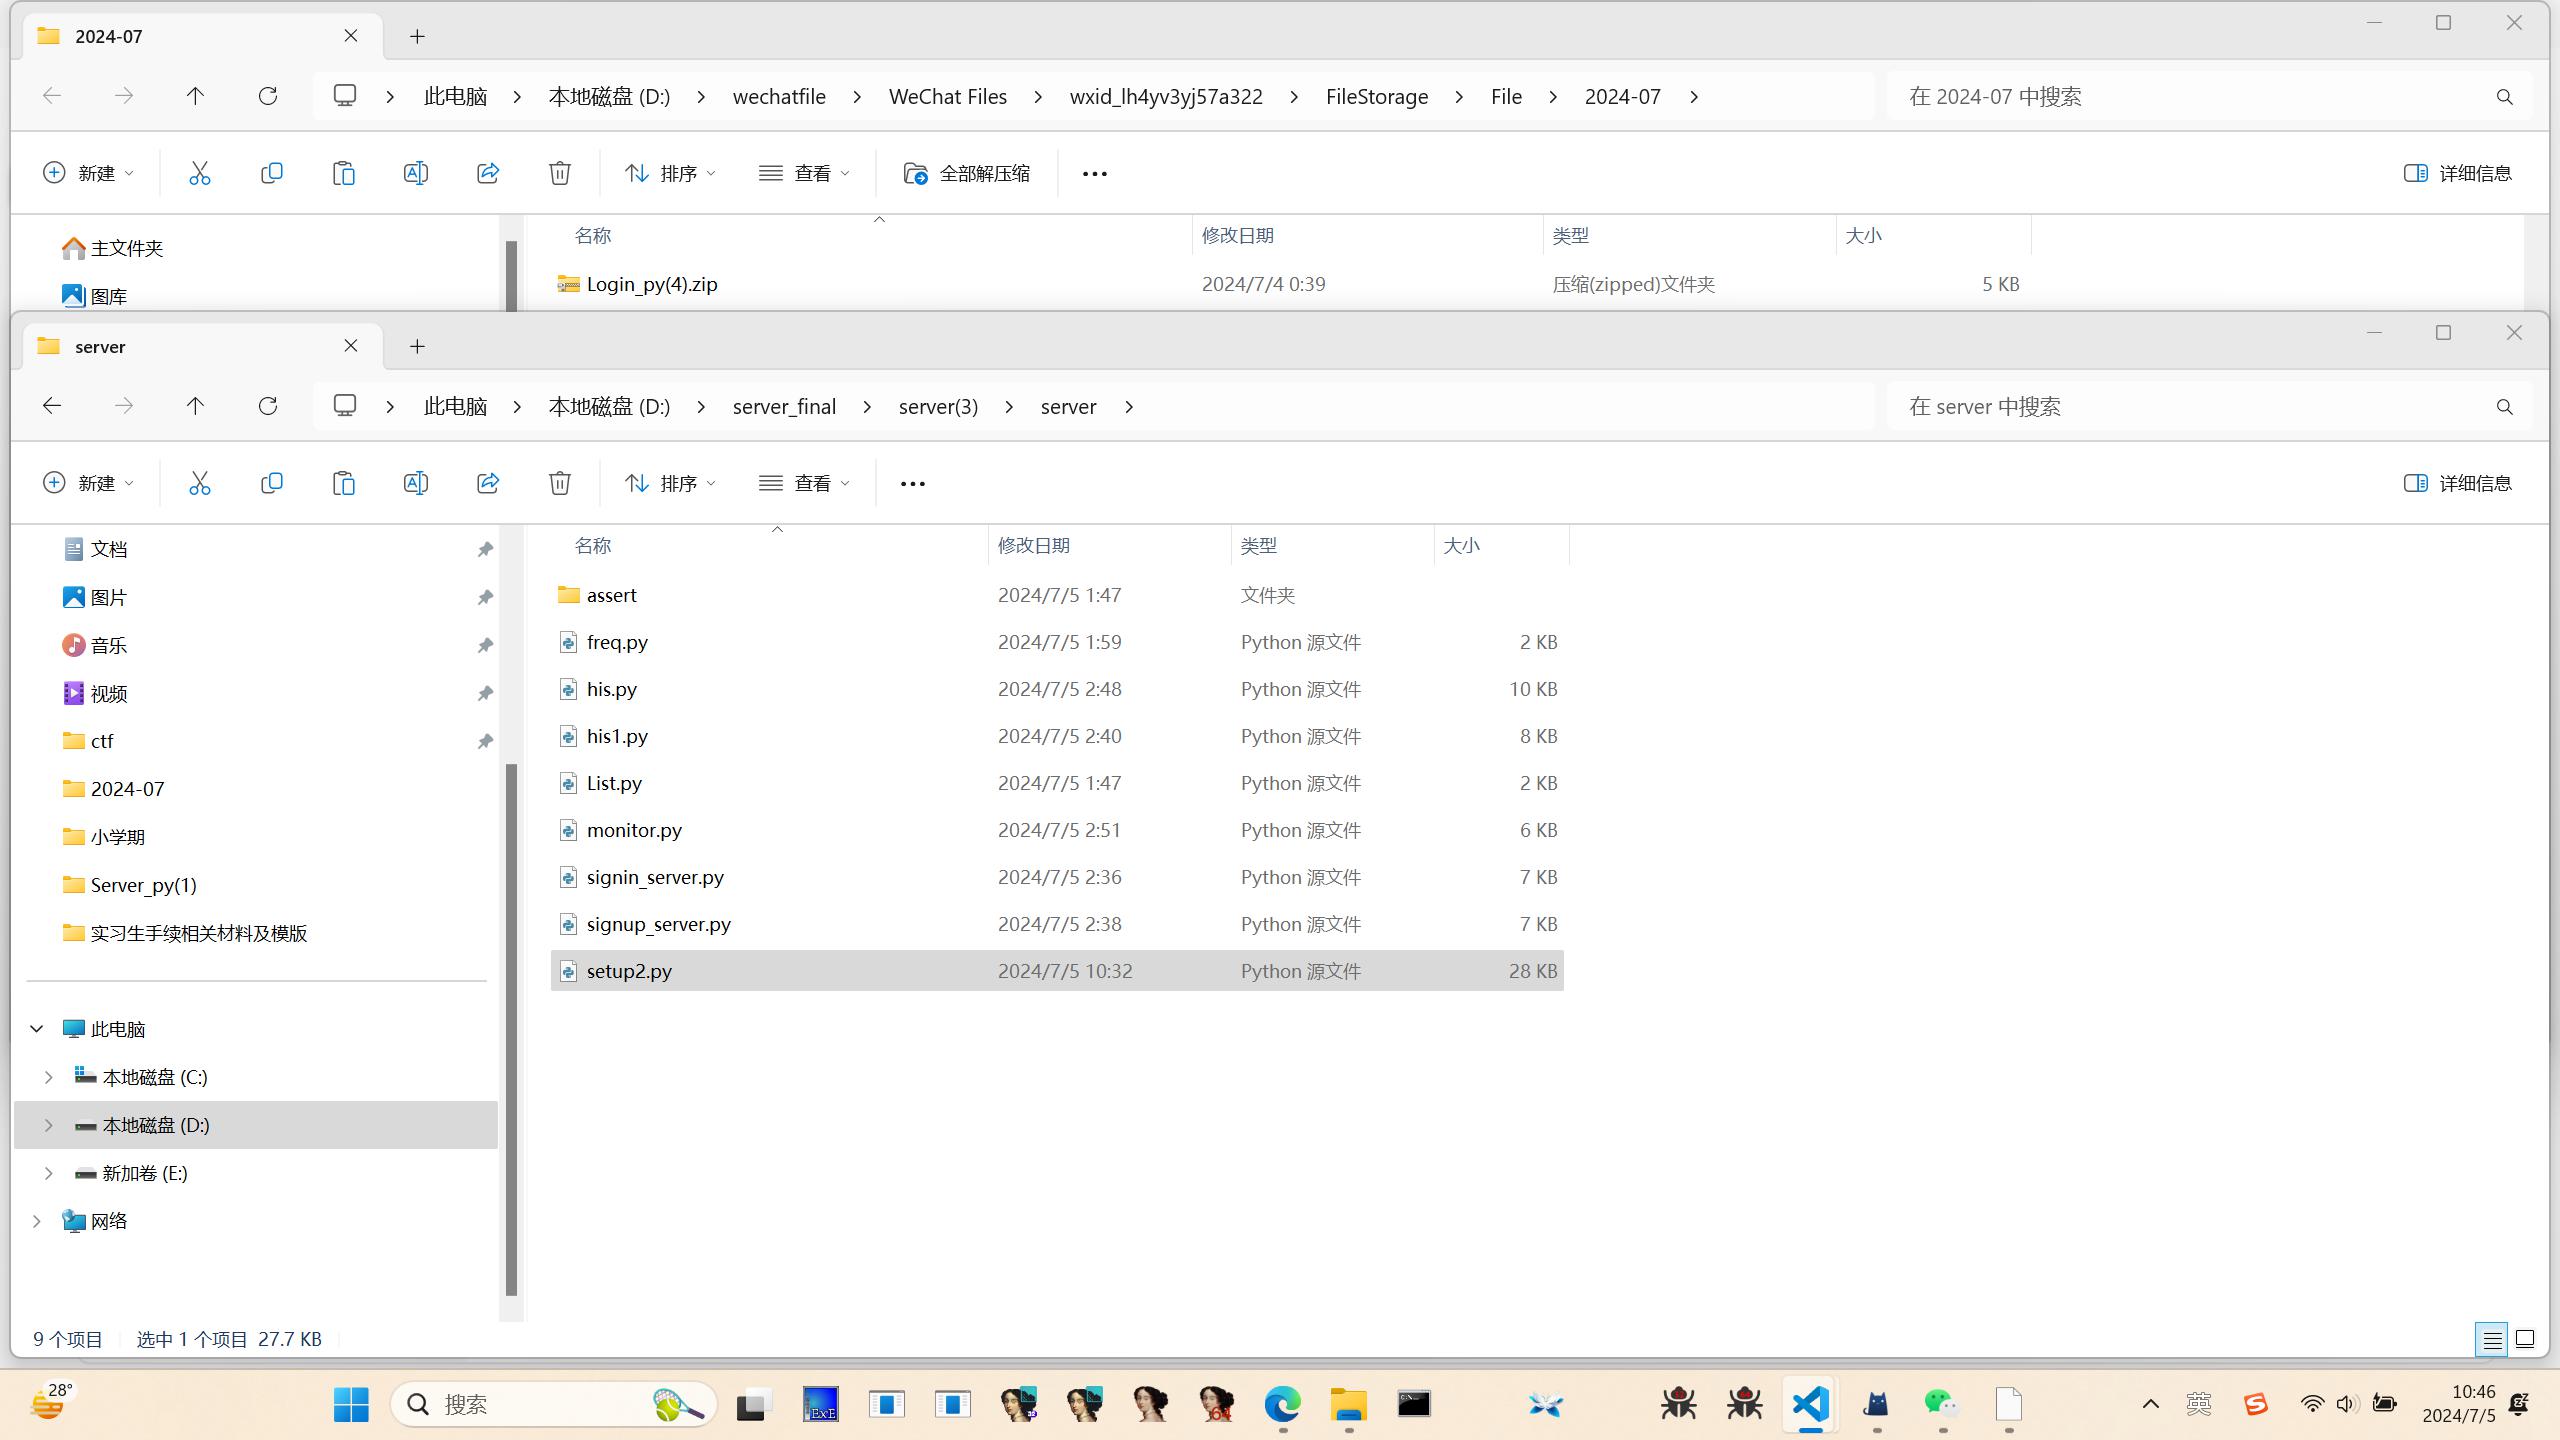 2024-07
此电脑 本地磁盘 (D:) wechatfile WeChat Files wxid_lh4yv3yj57a322 FileStorage File 2024-07
在 2024-07 中搜索
新建 排序 查看 全部解压缩 详细信息
主文件夹
图库
名称 修改日期 类型 大小
Login_py(4).zip 2024/7/4 0:39 压缩(zipped)文件夹 5 KB
server
此电脑 本地磁盘 (D:) server_final server(3) server
在 server 中搜索
新建 排序 查看 详细信息
文档
图片
音乐
视频
ctf
2024-07
小学期
Server_py(1)
实习生手续相关材料及模版
此电脑
本地磁盘 (C:)
本地磁盘 (D:)
新加卷 (E:)
网络
名称 修改日期 类型 大小
assert 2024/7/5 1:47 文件夹
freq.py 2024/7/5 1:59 Python 源文件 2 KB
his.py 2024/7/5 2:48 Python 源文件 10 KB
his1.py 2024/7/5 2:40 Python 源文件 8 KB
List.py 2024/7/5 1:47 Python 源文件 2 KB
monitor.py 2024/7/5 2:51 Python 源文件 6 KB
signin_server.py 2024/7/5 2:36 Python 源文件 7 KB
signup_server.py 2024/7/5 2:38 Python 源文件 7 KB
setup2.py 2024/7/5 10:32 Python 源文件 28 KB
9 个项目 选中 1 个项目 27.7 KB
28°
搜索
ExE
64
英
10:46
2024/7/5